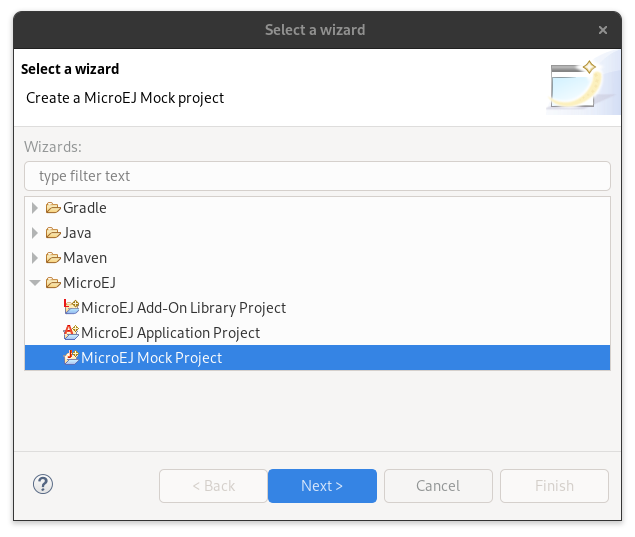 Select a wizard
Select a wizard
Create a MicroEJ Mock project
Wizards:
type filter text
Gradle
Java
Maven
MicroEJ
MicroEJ Add-On Library Project
MicroEJ Application Project
MicroEJ Mock Project
< Back Next > Cancel Finish